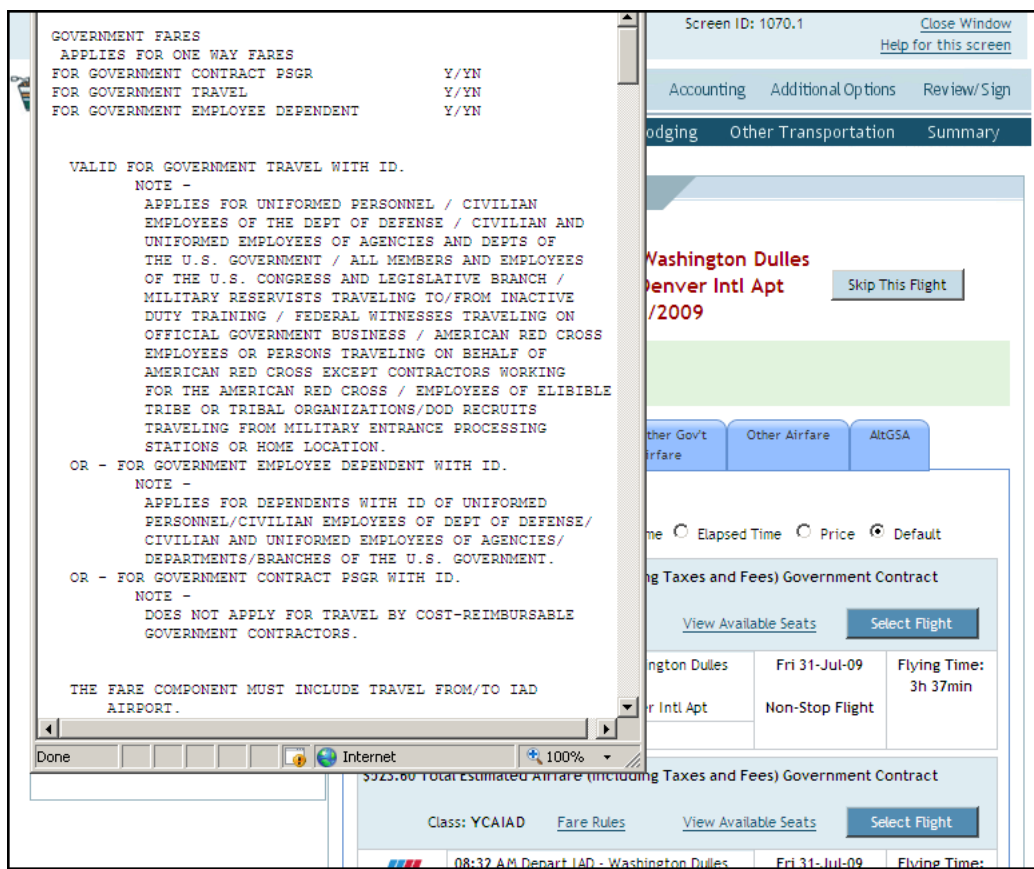 GOVERNMENT FARES
APPLIES FOR ONE WAY FARES
FOR GOVERNMENT CONTRACT PSGR Y/YN
FOR GOVERNMENT TRAVEL Y/YN
FOR GOVERNMENT EMPLOYEE DEPENDENT Y/YN
VALID FOR GOVERNMENT TRAVEL WITH ID.
NOTE -
APPLIES FOR UNIFORMED PERSONNEL / CIVILIAN
EMPLOYEES OF THE DEPT OF DEFENSE / CIVILIAN AND
UNIFORMED EMPLOYEES OF AGENCIES AND DEPTS OF
THE U.S. GOVERNMENT / ALL MEMBERS AND EMPLOYEES
OF THE U.S. CONGRESS AND LEGISLATIVE BRANCH /
MILITARY RESERVISTS TRAVELING TO/FROM INACTIVE
DUTY TRAINING / FEDERAL WITNESSES TRAVELING ON
OFFICIAL GOVERNMENT BUSINESS / AMERICAN RED CROSS
EMPLOYEES OR PERSONS TRAVELING ON BEHALF OF
AMERICAN RED CROSS EXCEPT CONTRACTORS WORKING
FOR THE AMERICAN RED CROSS / EMPLOYEES OF ELIBIBLE
TRIBE OR TRIBAL ORGANIZATIONS/DOD RECRUITS
TRAVELING FROM MILITARY ENTRANCE PROCESSING
STATIONS OR HOME LOCATION.
OR - FOR GOVERNMENT EMPLOYEE DEPENDENT WITH ID.
NOTE -
APPLIES FOR DEPENDENTS WITH ID OF UNIFORMED
PERSONNEL/CIVILIAN EMPLOYEES OF DEPT OF DEFENSE/
CIVILIAN AND UNIFORMED EMPLOYEES OF AGENCIES/
DEPARTMENTS/BRANCHES OF THE U.S. GOVERNMENT.
OR - FOR GOVERNMENT CONTRACT PSGR WITH ID.
NOTE -
DOES NOT APPLY FOR TRAVEL BY COST-REIMBURSABLE
GOVERNMENT CONTRACTORS.
THE FARE COMPONENT MUST INCLUDE TRAVEL FROM/TO IAD
AIRPORT.
Done Internet 100%
Screen ID: 1070.1 Close Window
Help for this screen
Accounting Additional Options Review/Sign
odging Other Transportation Summary
Washington Dulles
Denver Intl Apt Skip This Flight
/2009
ther Gov't Other Airfare AltGSA
irfare
me Elapsed Time Price Default
ng Taxes and Fees) Government Contract
View Available Seats Select Flight
ington Dulles Fri 31-Jul-09 Flying Time:
3h 37min
r Intl Apt Non-Stop Flight
$523.60 Total Estimated Airfare (Including Taxes and Fees) Government Contract
Class: YCAIAD Fare Rules View Available Seats Select Flight
08:32 AM Depart IAD - Washington Dulles Fri 31-Jul-09 Flying Time: